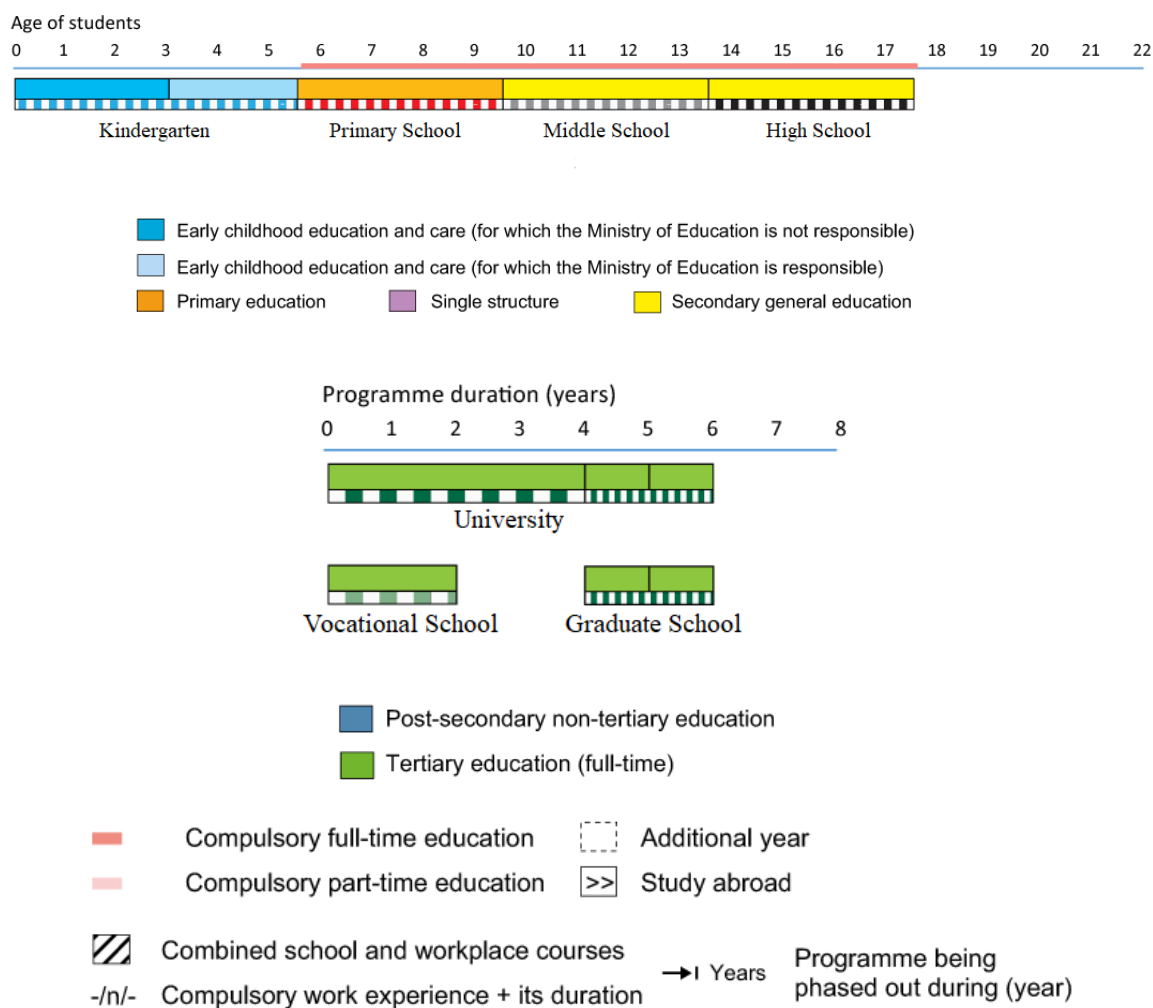 Age of students
0 1 2 3 4 5 6 7 8 9 10 11 12 13 14 15 16 17 18 19 20 21 22
Kindergarten Primary School Middle School High School
Early childhood education and care (for which the Ministry of Education is not responsible)
Early childhood education and care (for which the Ministry of Education is responsible)
Primary education Single structure Secondary general education
Programme duration (years)
0 1 2 3 4 5 6 7 8
University
Vocational School Graduate School
Post-secondary non-tertiary education
Tertiary education (full-time)
Compulsory full-time education Additional year
Compulsory part-time education >> Study abroad
Combined school and workplace courses
-/n/- Compulsory work experience + its duration
Years Programme being
phased out during (year)